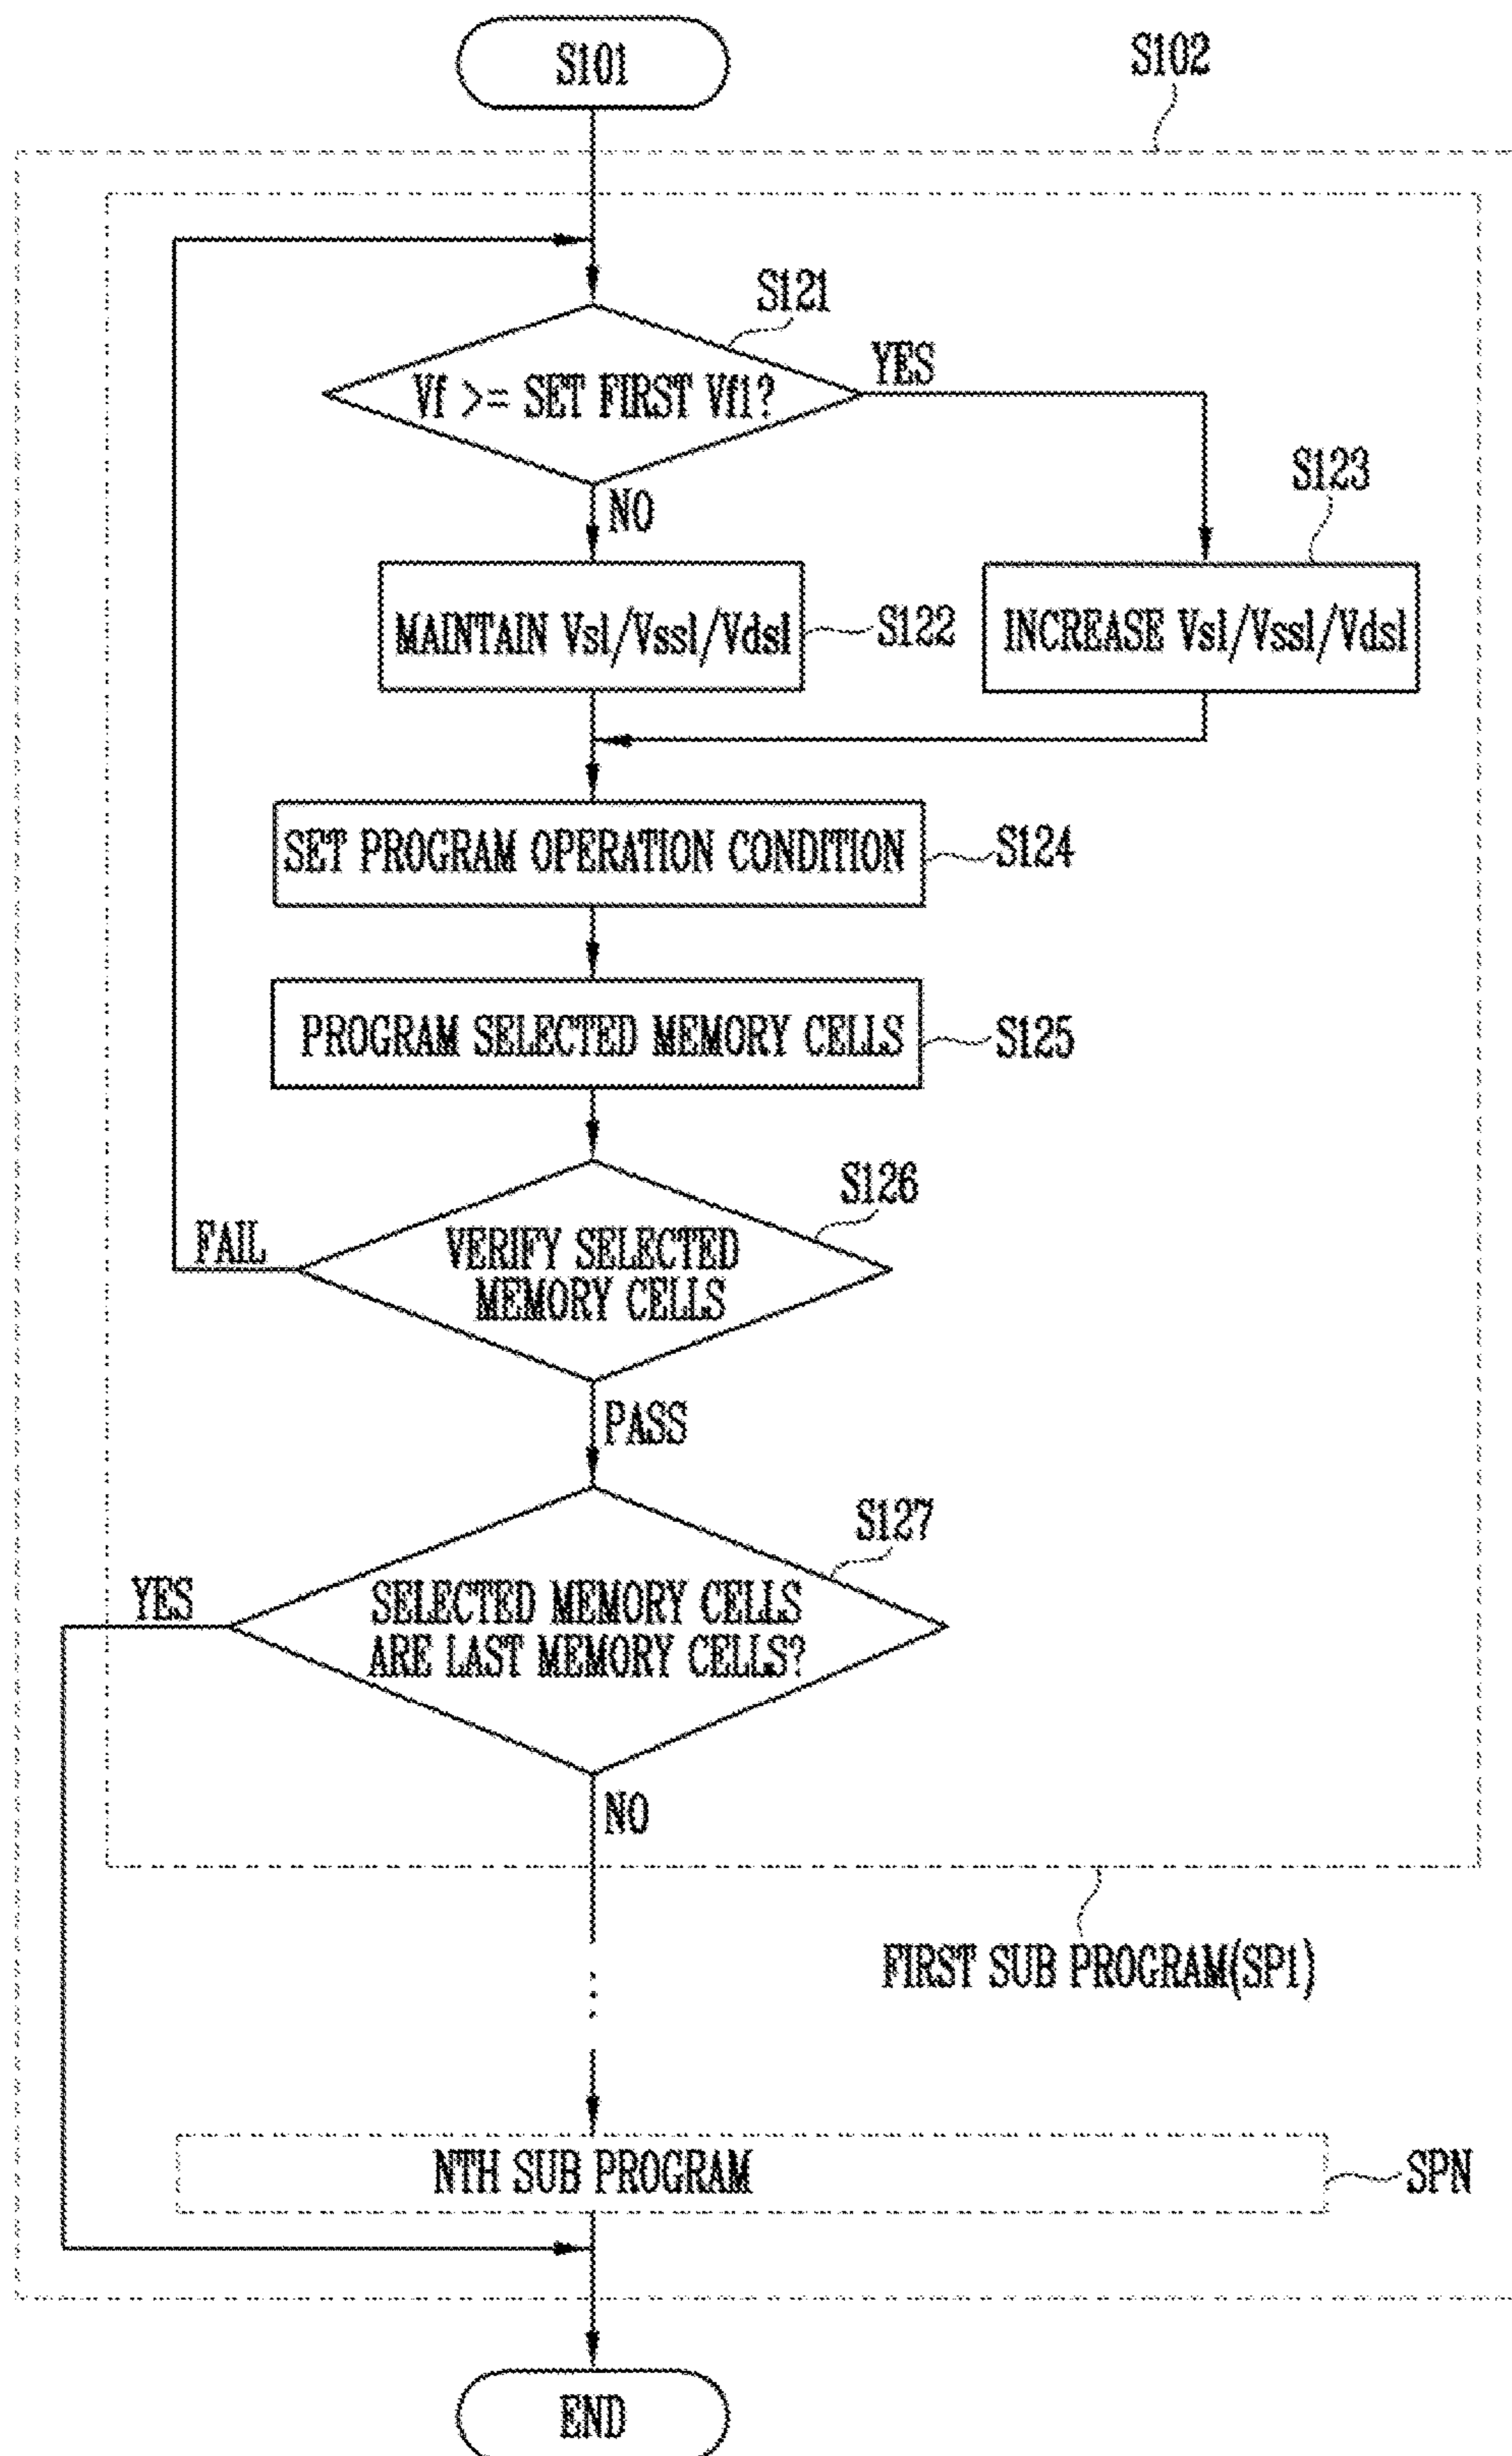 S101
S102
S121
Vf >= SET FIRST Vf1?
YES
NO
S123
MAINTAIN Vsl/Vssl/Vdsl
S122
INCREASE Vsl/Vssl/Vdsl
SET PROGRAM OPERATION CONDITION
S124
PROGRAM SELECTED MEMORY CELLS
S125
S126
FAIL
VERIFY SELECTED
MEMORY CELLS
PASS
S127
YES
SELECTED MEMORY CELLS
ARE LAST MEMORY CELLS?
NO
FIRST SUB PROGRAM(SP1)
NTH SUB PROGRAM
SPN
END